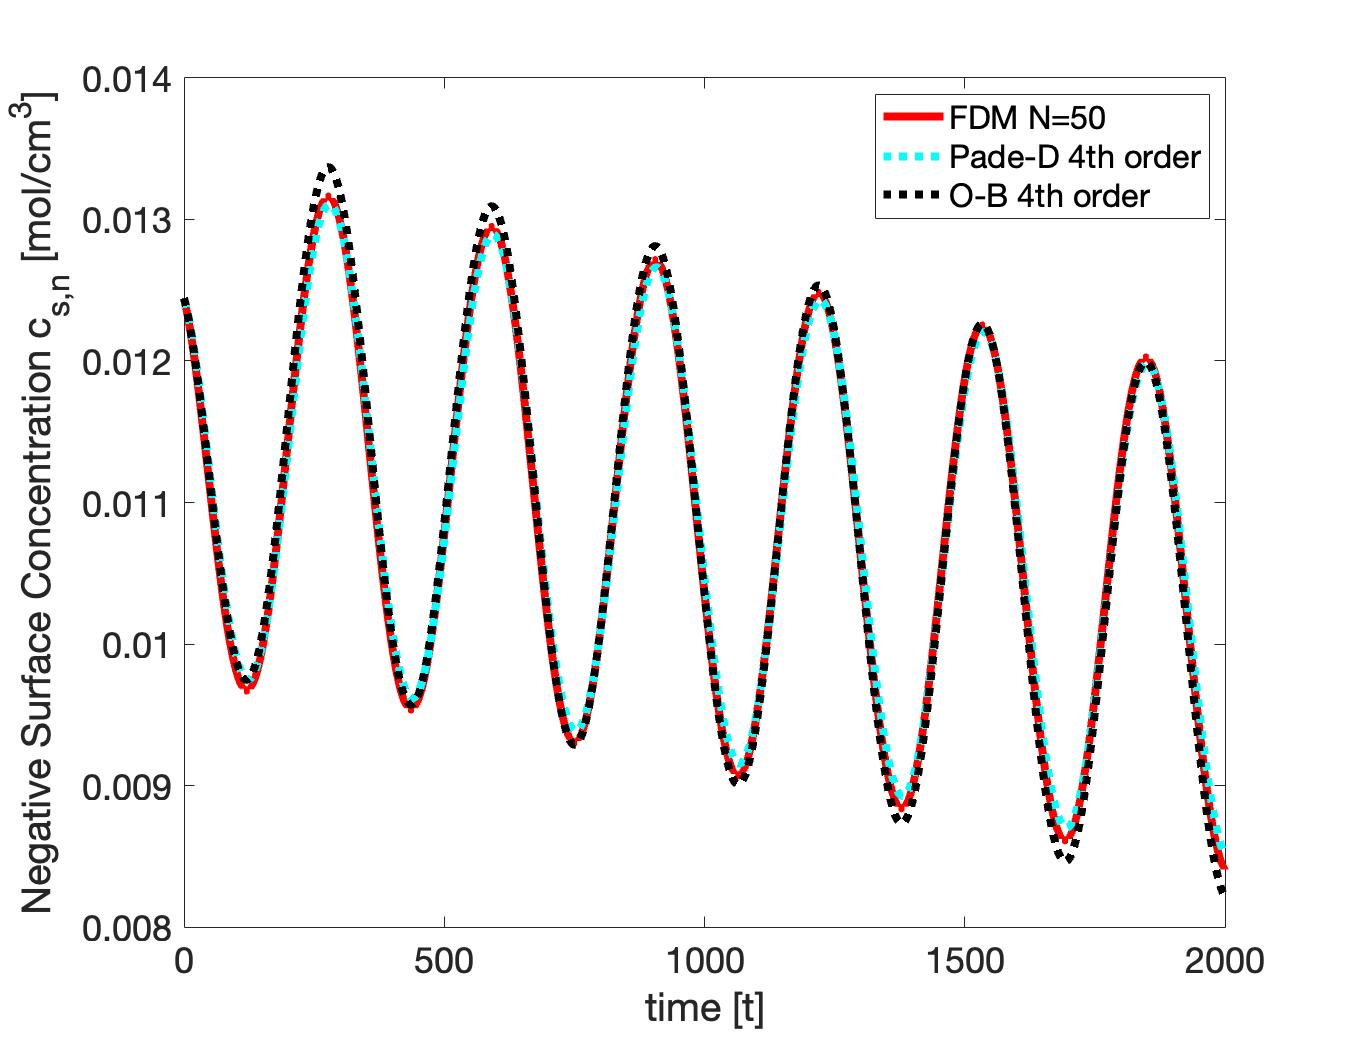 0.014
0.013
0.012
0.011
0.01
0.009
0.008
Negative Surface Concentration c_{s,n} [mol/cm^3]
FDM N=50
Pade-D 4th order
O-B 4th order
0 500 1000 1500 2000
time [t]